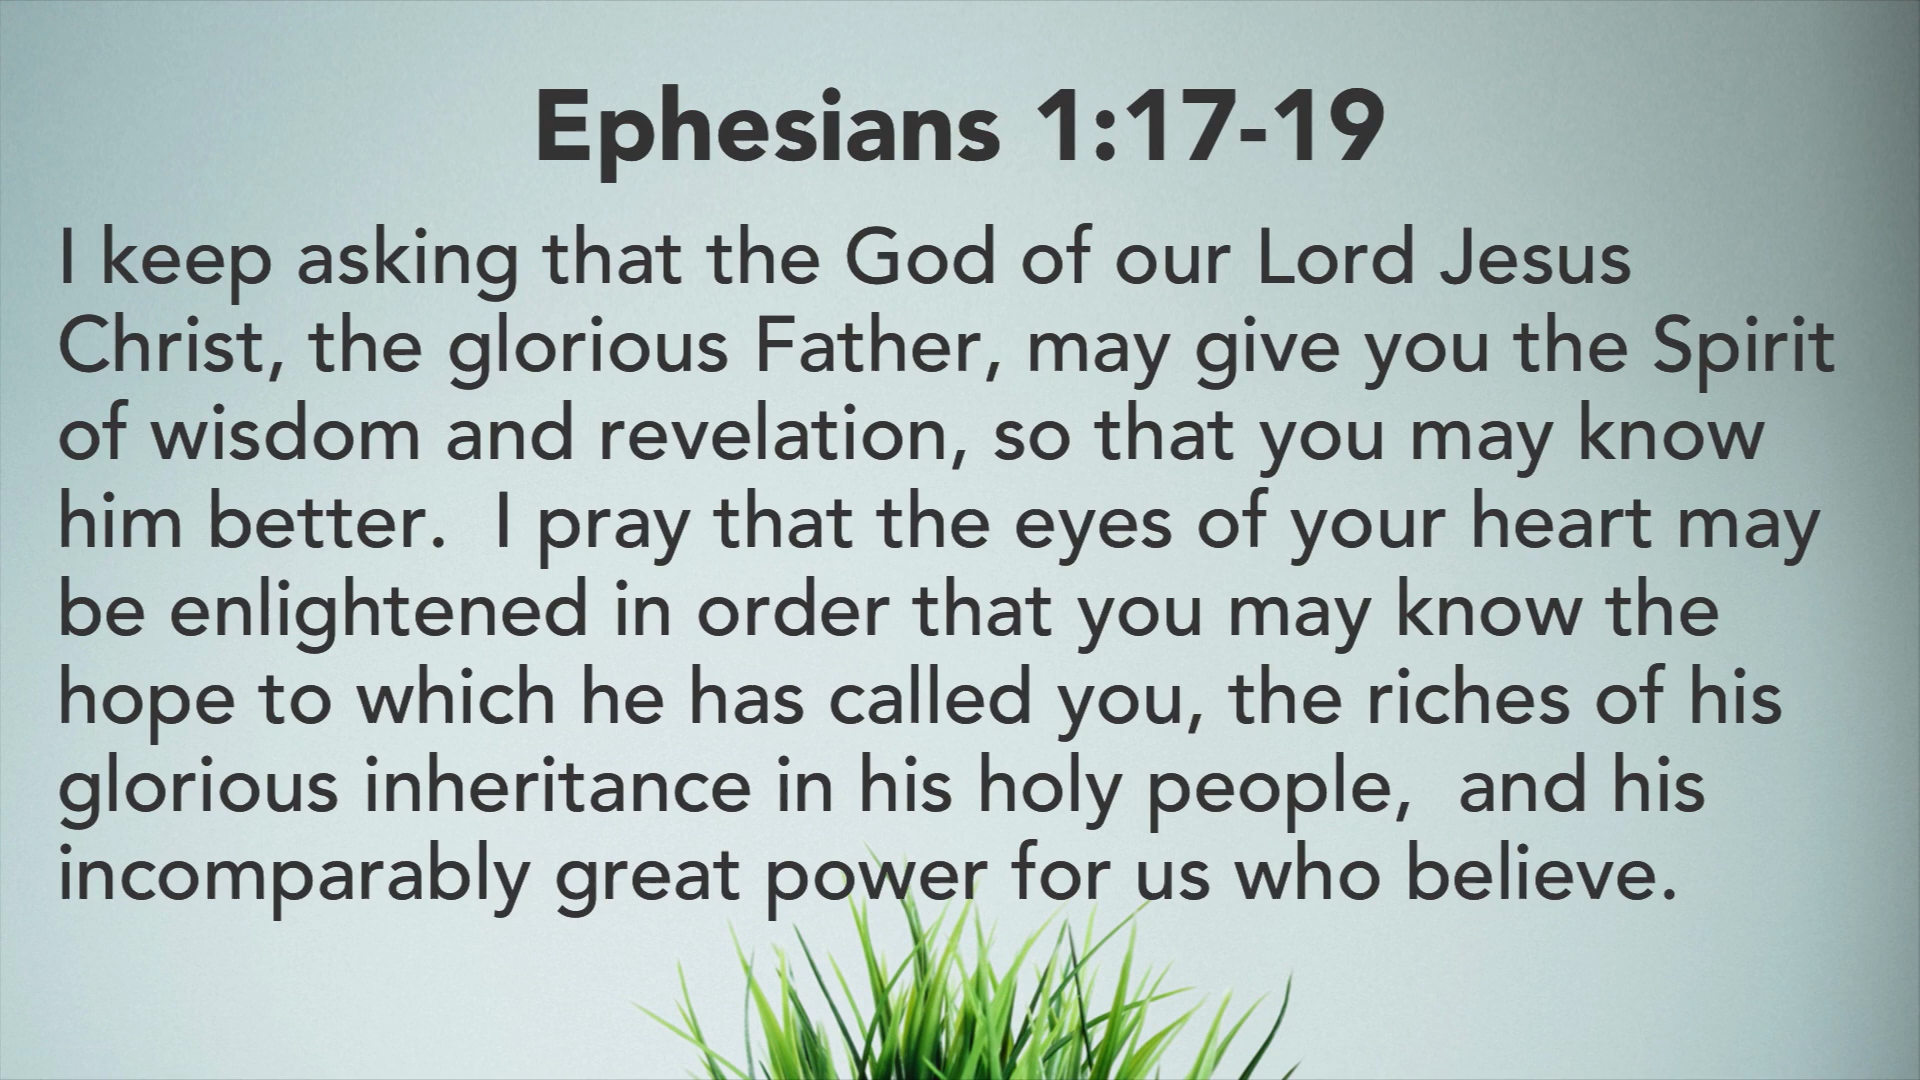 Ephesians 1:17-19
I keep asking that the God of our Lord Jesus
Christ, the glorious Father, may give you the Spirit
of wisdom and revelation, so that you may know
him better.  I pray that the eyes of your heart may
be enlightened in order that you may know the
hope to which he has called you, the riches of his
glorious inheritance in his holy people,  and his
incomparably great power for us who believe.